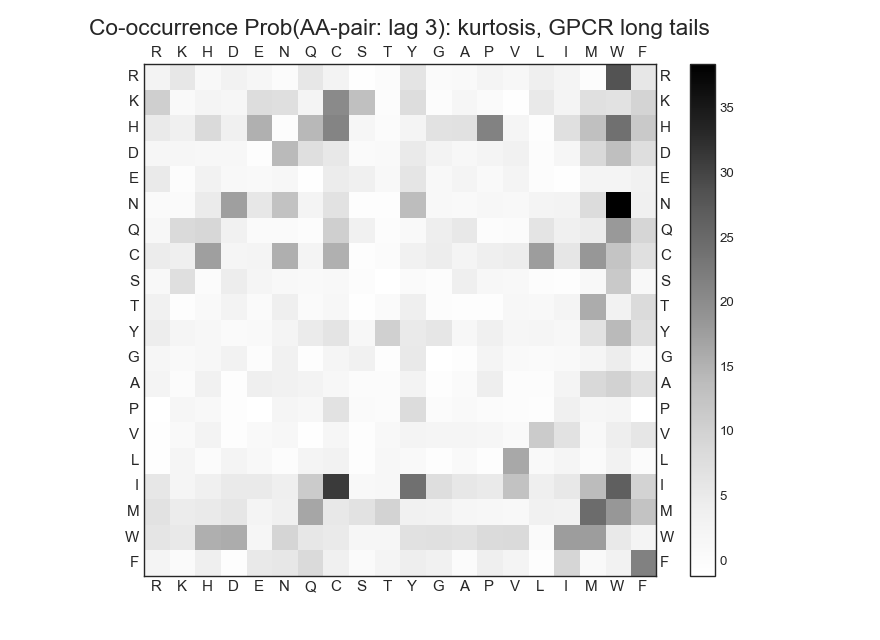 Co-occurrence Prob(AA-pair: lag 3): kurtosis, GPCR long tails
R K H D E N Q C S T Y G A P V L I M W F
R R
K K
H H
D D
E E
N N
Q Q
C C
S S
T T
Y Y
G G
A A
P P
V V
L L
I I
M M
W W
F F
R K H D E N Q C S T Y G A P V L I M W F
35
30
25
20
15
10
5
0